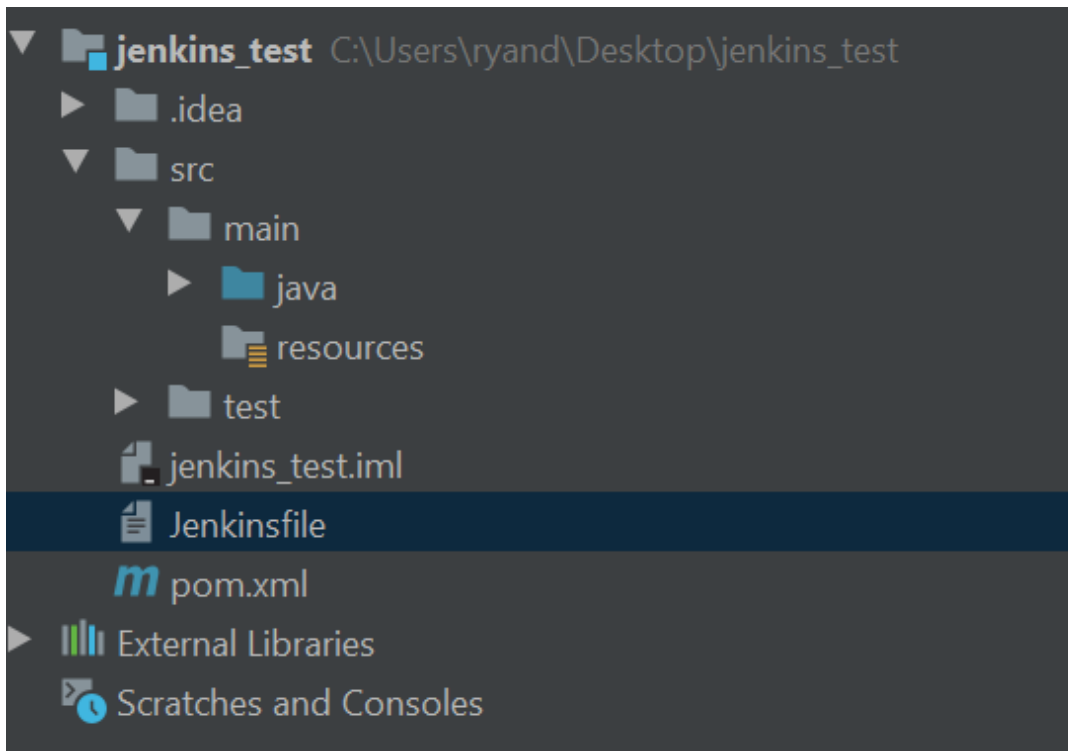 jenkins_test C:\Users\ryand\Desktop\jenkins_test
.idea
src
main
java
resources
test
jenkins_test.iml
Jenkinsfile
pom.xml
External Libraries
Scratches and Consoles